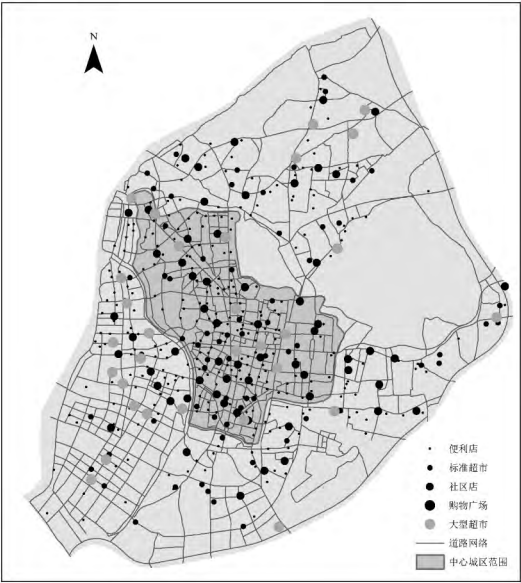 N
便利店
标准超市
社区店
购物广场
大型超市
道路网络
中心城区范围